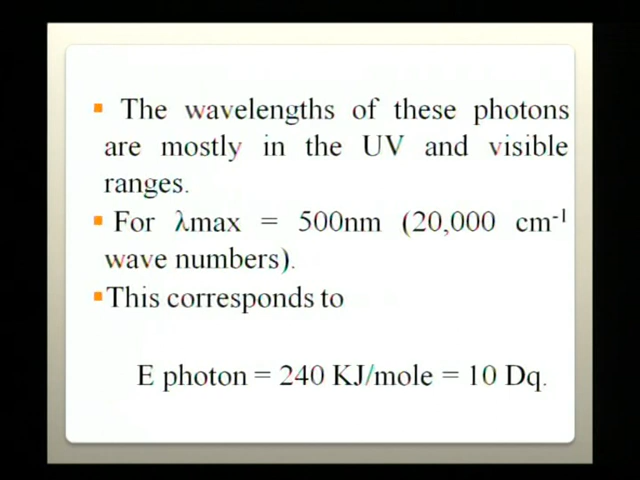 ▪ The wavelengths of these photons
are mostly in the UV and visible
ranges.
▪ For λmax = 500nm (20,000 cm⁻¹
wave numbers).
▪This corresponds to
E photon = 240 KJ/mole = 10 Dq.